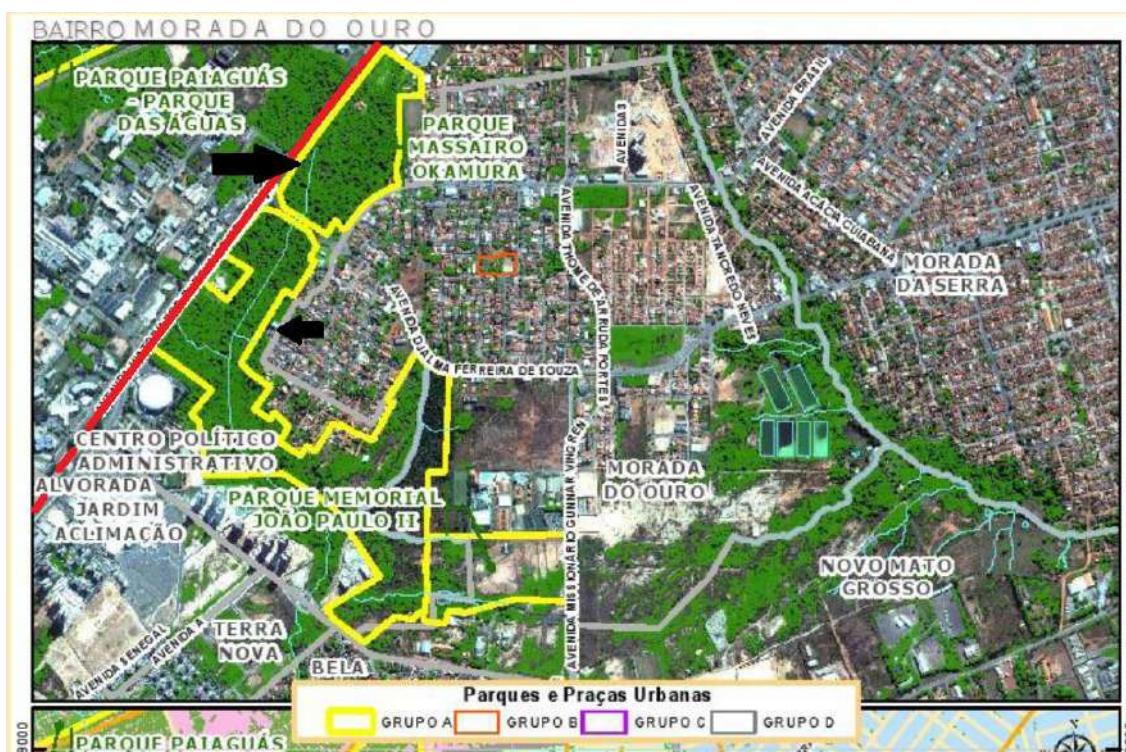 BAIRRO MORADA DO OURO
PARQUE PAIAGUÁS
- PARQUE
DAS ÁGUAS
PARQUE
MASSAIRO
OKAMURA
AVENIDA 3
AVENIDA BRASIL
AVENIDA ACÁCIA CUIABANA
AVENIDA TANCREDO NEVES
AVENIDA THOME DE ARRUDA FORTES
MORADA
DA SERRA
AVENIDA DJALMA FERREIRA DE SOUZA
CENTRO POLÍTICO
ADMINISTRATIVO
ALVORADA
JARDIM
ACLIMAÇÃO
PARQUE MEMORIAL
JOÃO PAULO II
MORADA
DO OURO
AVENIDA MISSIONÁRIO GUNNAR VINGREN
NOVO MATO
GROSSO
TERRA
NOVA
BELA
AVENIDA SENEGAL
AVENIDA A
Parques e Praças Urbanas
GRUPO A GRUPO B GRUPO C GRUPO D
PARQUE PAIAGUÁS